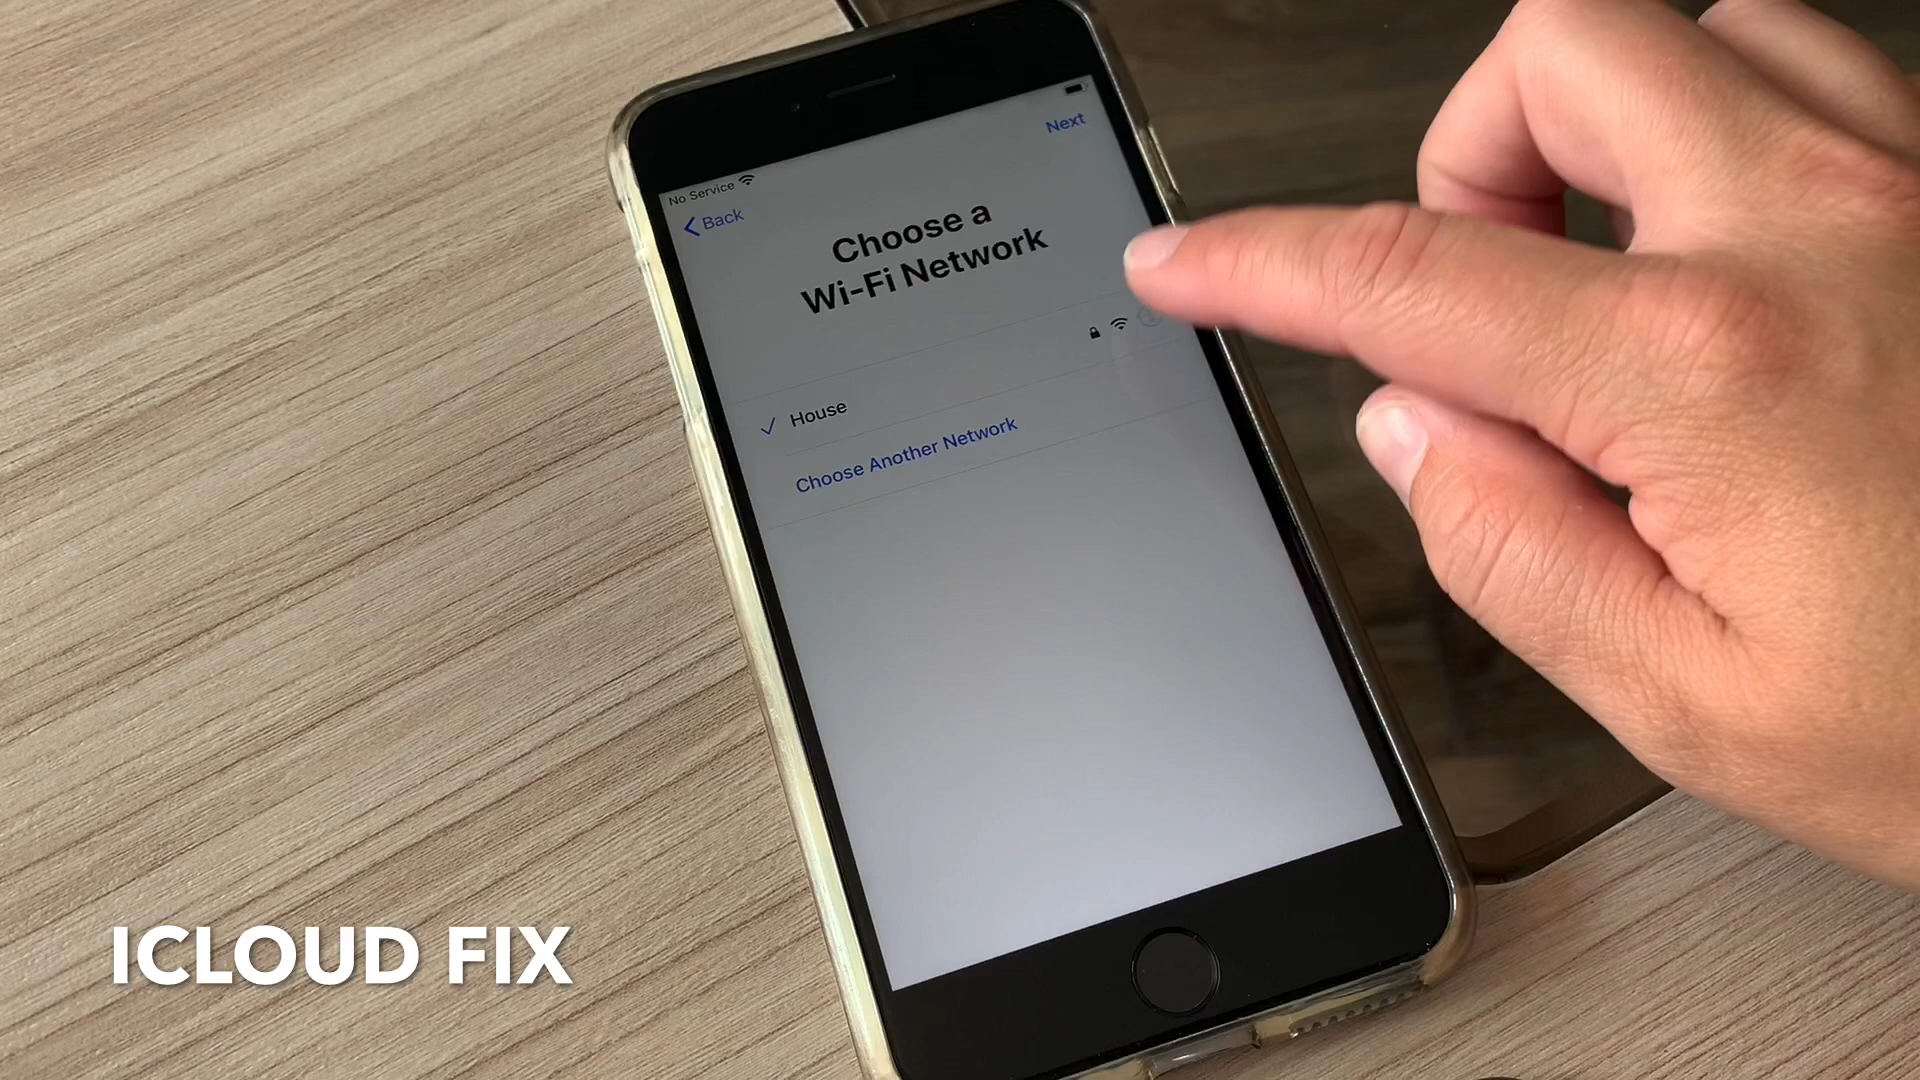 No Service
Next
Back
Choose a
Wi-Fi Network
House
Choose Another Network
ICLOUD FIX